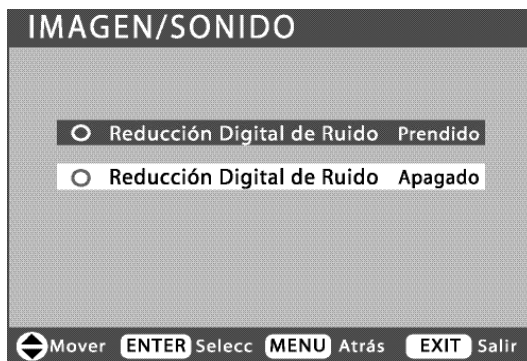 IMAGEN/SONIDO
Reducción Digital de Ruido Prendido
Reducción Digital de Ruido Apagado
Mover ENTER Selecc MENU Atrás EXIT Salir